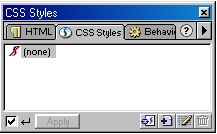 CSS Styles
HTML CSS Styles Behavi ?
(none)
Apply